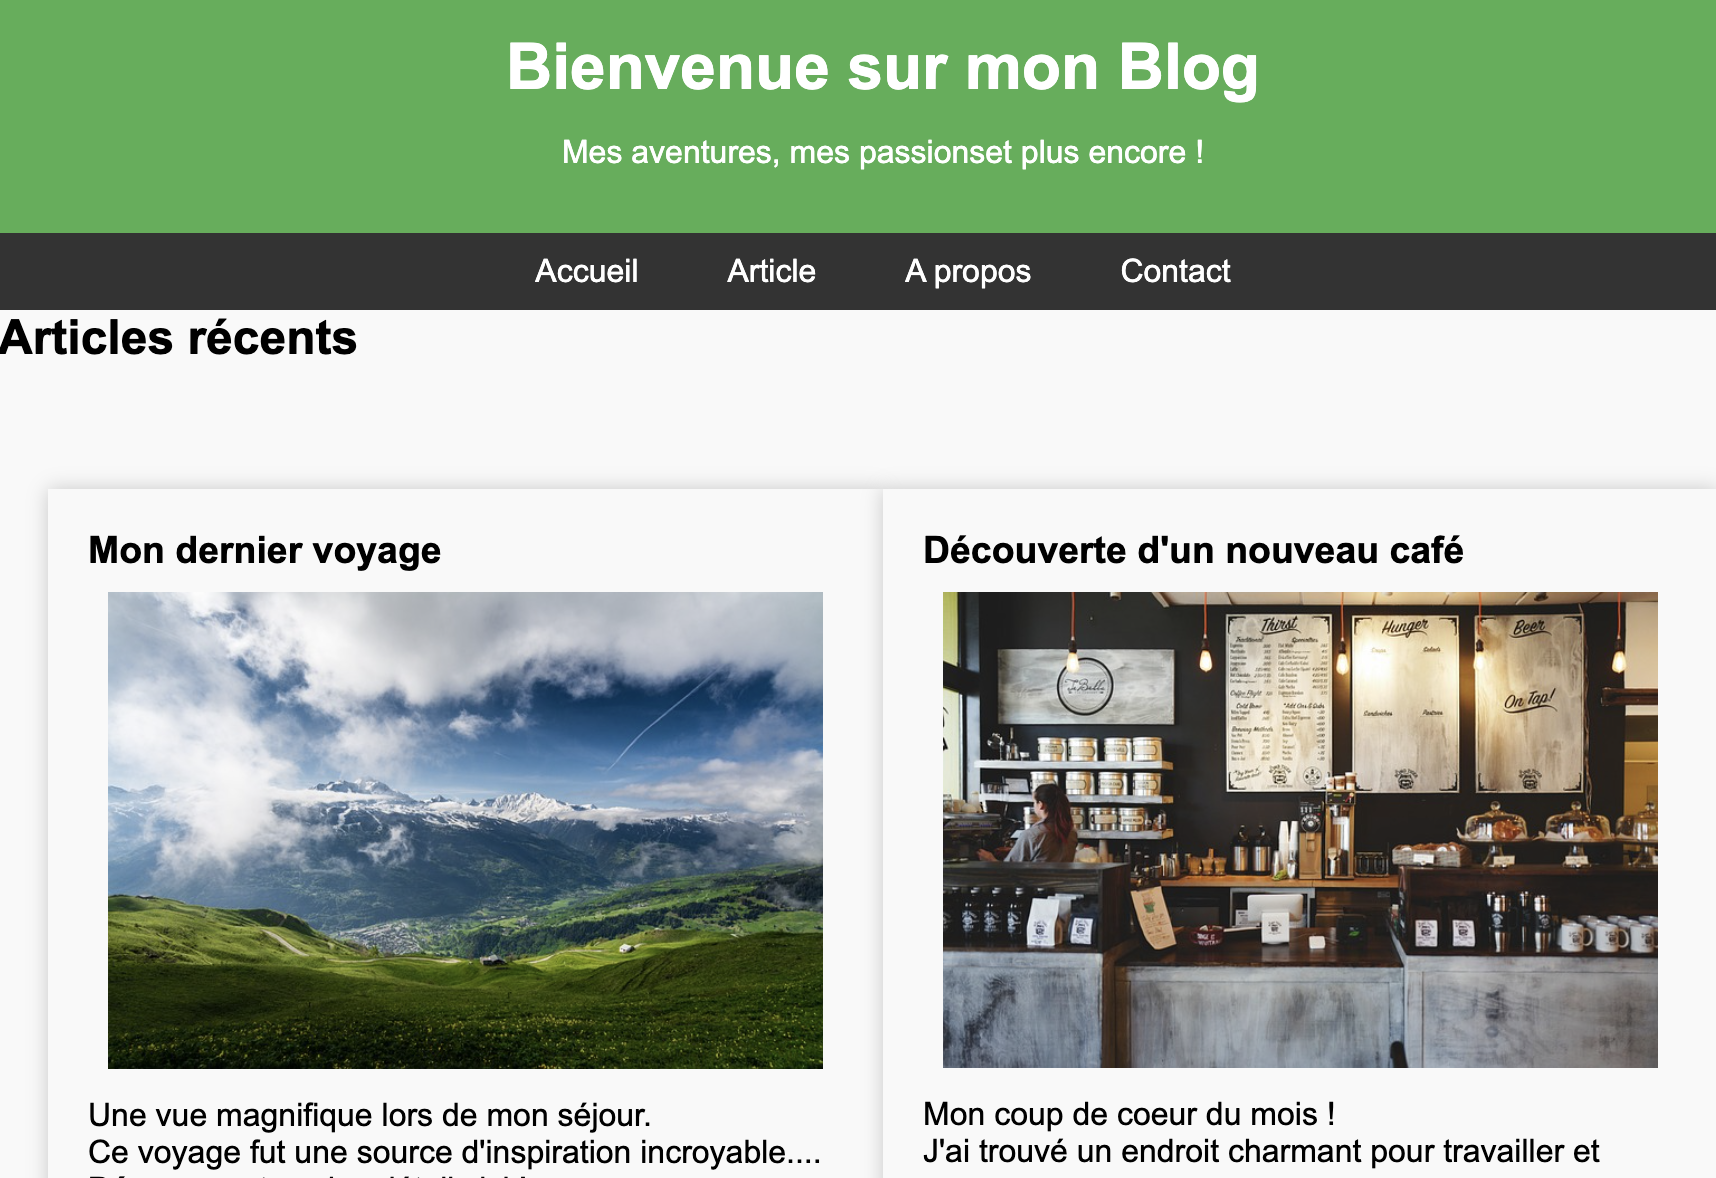 Bienvenue sur mon Blog
Mes aventures, mes passionset plus encore !
Accueil Article A propos Contact
Articles récents
Mon dernier voyage
Découverte d'un nouveau café
Thirst
Hunger
Beer
On Tap!
Une vue magnifique lors de mon séjour.
Ce voyage fut une source d'inspiration incroyable....
Mon coup de coeur du mois !
J'ai trouvé un endroit charmant pour travailler et